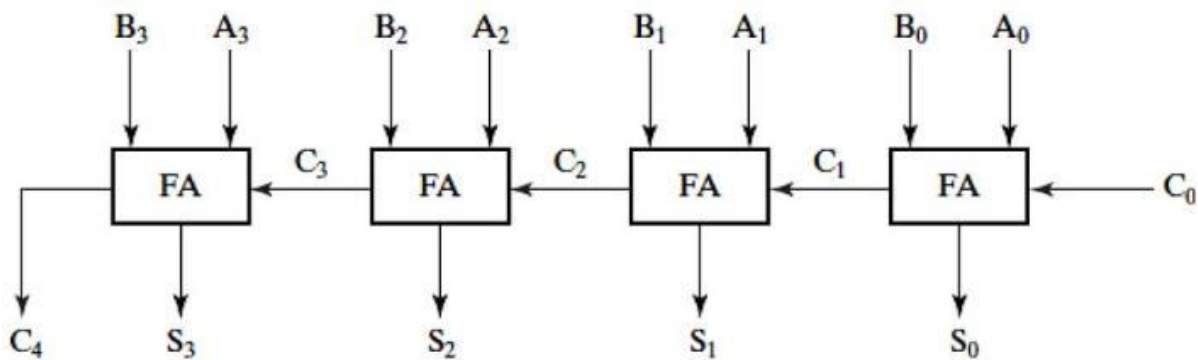 B₃ A₃ B₂ A₂ B₁ A₁ B₀ A₀
FA C₃ FA C₂ FA C₁ FA C₀
C₄ S₃ S₂ S₁ S₀